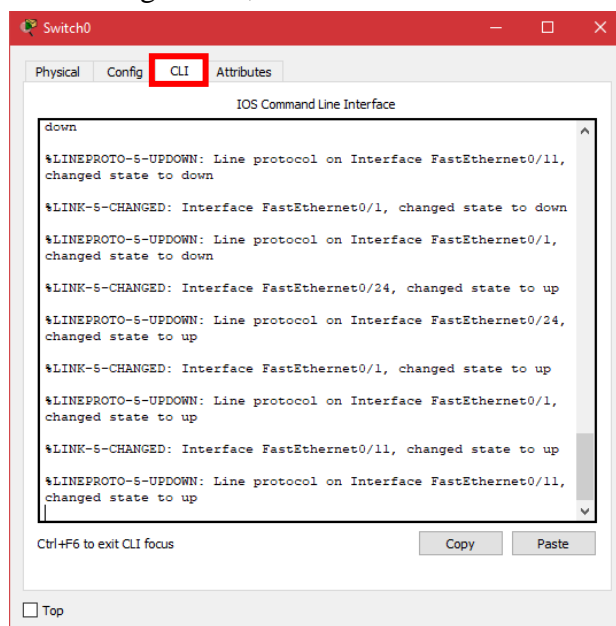 Switch0
Physical Config CLI Attributes
IOS Command Line Interface
down
%LINEPROTO-5-UPDOWN: Line protocol on Interface FastEthernet0/11,
changed state to down
%LINK-5-CHANGED: Interface FastEthernet0/1, changed state to down
%LINEPROTO-5-UPDOWN: Line protocol on Interface FastEthernet0/1,
changed state to down
%LINK-5-CHANGED: Interface FastEthernet0/24, changed state to up
%LINEPROTO-5-UPDOWN: Line protocol on Interface FastEthernet0/24,
changed state to up
%LINK-5-CHANGED: Interface FastEthernet0/1, changed state to up
%LINEPROTO-5-UPDOWN: Line protocol on Interface FastEthernet0/1,
changed state to up
%LINK-5-CHANGED: Interface FastEthernet0/11, changed state to up
%LINEPROTO-5-UPDOWN: Line protocol on Interface FastEthernet0/11,
changed state to up
Ctrl+F6 to exit CLI focus Copy Paste
Top